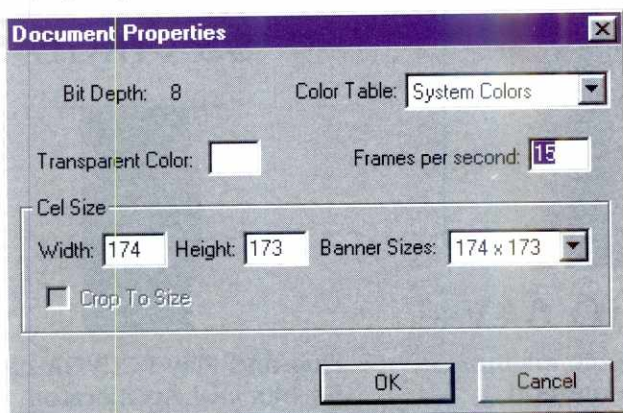 Document Properties
Bit Depth: 8 Color Table: System Colors
Transparent Color: Frames per second: 15
Cel Size
Width: 174 Height: 173 Banner Sizes: 174 x 173
Crop To Size
OK Cancel